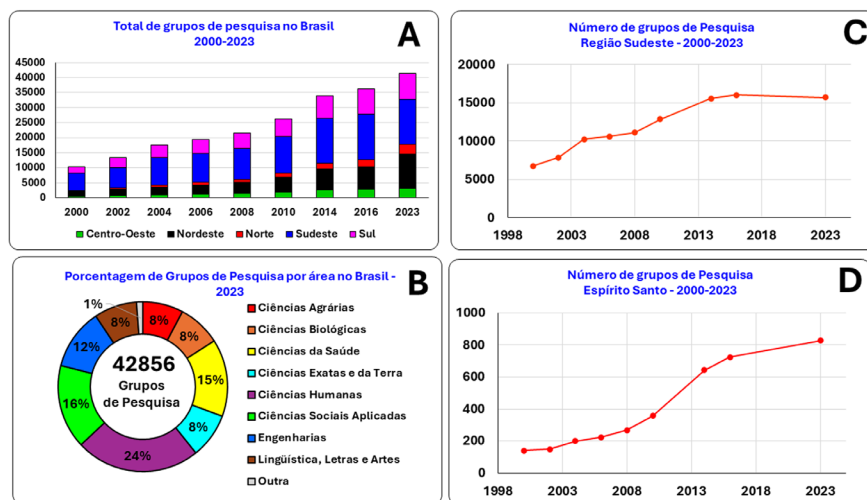 Total de grupos de pesquisa no Brasil
2000-2023
A
45000
40000
35000
30000
25000
20000
15000
10000
5000
0
2000 2002 2004 2006 2008 2010 2014 2016 2023
Centro-Oeste Nordeste Norte Sudeste Sul
Número de grupos de Pesquisa
Região Sudeste - 2000-2023
C
20000
15000
10000
5000
0
1998 2003 2008 2013 2018 2023
Porcentagem de Grupos de Pesquisa por área no Brasil -
2023
B
1%
8%
8%
8%
15%
8%
24%
16%
12%
42856
Grupos
de Pesquisa
Ciências Agrárias
Ciências Biológicas
Ciências da Saúde
Ciências Exatas e da Terra
Ciências Humanas
Ciências Sociais Aplicadas
Engenharias
Lingüística, Letras e Artes
Outra
Número de grupos de Pesquisa
Espírito Santo - 2000-2023
D
1000
800
600
400
200
0
1998 2003 2008 2013 2018 2023